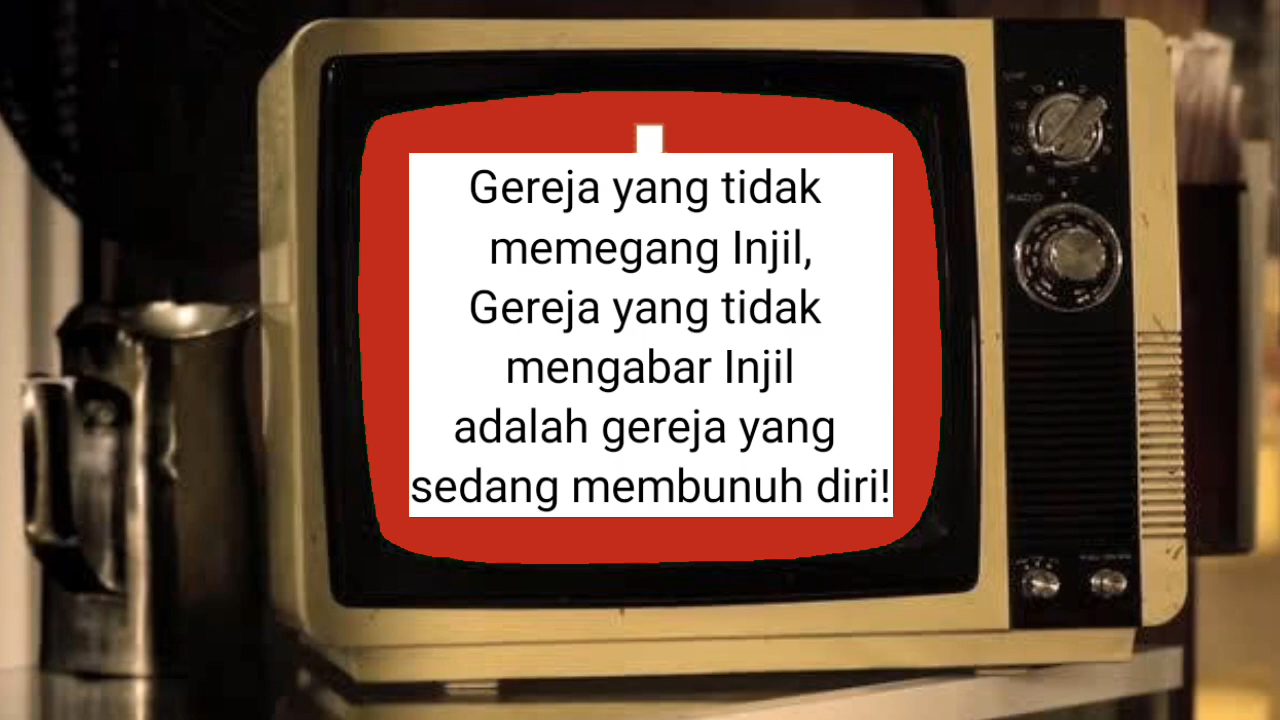 Gereja yang tidak
memegang Injil,
Gereja yang tidak
mengabar Injil
adalah gereja yang
sedang membunuh diri!